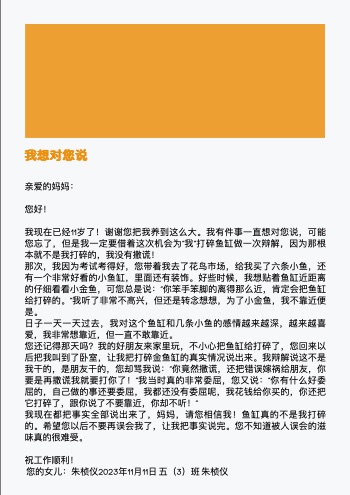 我想对您说
亲爱的妈妈：
您好！
我现在已经11岁了！谢谢您把我养到这么大。我有件事一直想对您说，可能
您忘了，但是我一定要借着这次机会为“我”打碎鱼缸做一次辩解，因为那根
本就不是我打碎的，我没有撒谎！
那次，我因为考试考得好，您带着我去了花鸟市场，给我买了六条小鱼，还
有一个非常好看的小鱼缸，里面还有装饰。好些时候，我想贴着鱼缸近距离
的仔细看看小金鱼，可您总是说：“你笨手笨脚的离得那么近，肯定会把鱼缸
给打碎的。”我听了非常不高兴，但还是转念想想，为了小金鱼，我不靠近便
是。
日子一天一天过去，我对这个鱼缸和几条小鱼的感情越来越深，越来越喜
爱，我非常想靠近，但一直不敢靠近。
您还记得那天吗？我的好朋友来家里玩，不小心把鱼缸给打碎了，您回来以
后把我叫到了卧室，让我把打碎金鱼缸的真实情况说出来。我辩解说这不是
我干的，是朋友干的，您却骂我说：“你竟然撒谎，还把错误嫁祸给朋友，你
要是再撒谎我就要打你了！”我当时真的非常委屈，您又说：“你有什么好委
屈的，自己做的事还要委屈，我都还没有委屈呢，我花钱给你买的，你还把
它打碎了，跟你说了不要靠近，你却不听！”
我现在都把事实全部说出来了，妈妈，请您相信我！鱼缸真的不是我打碎
的。希望您以后不要再误会我了，让我把事实说完。您不知道被人误会的滋
味真的很难受。
祝工作顺利！
您的女儿：朱桢仪2023年11月11日 五（3）班 朱桢仪